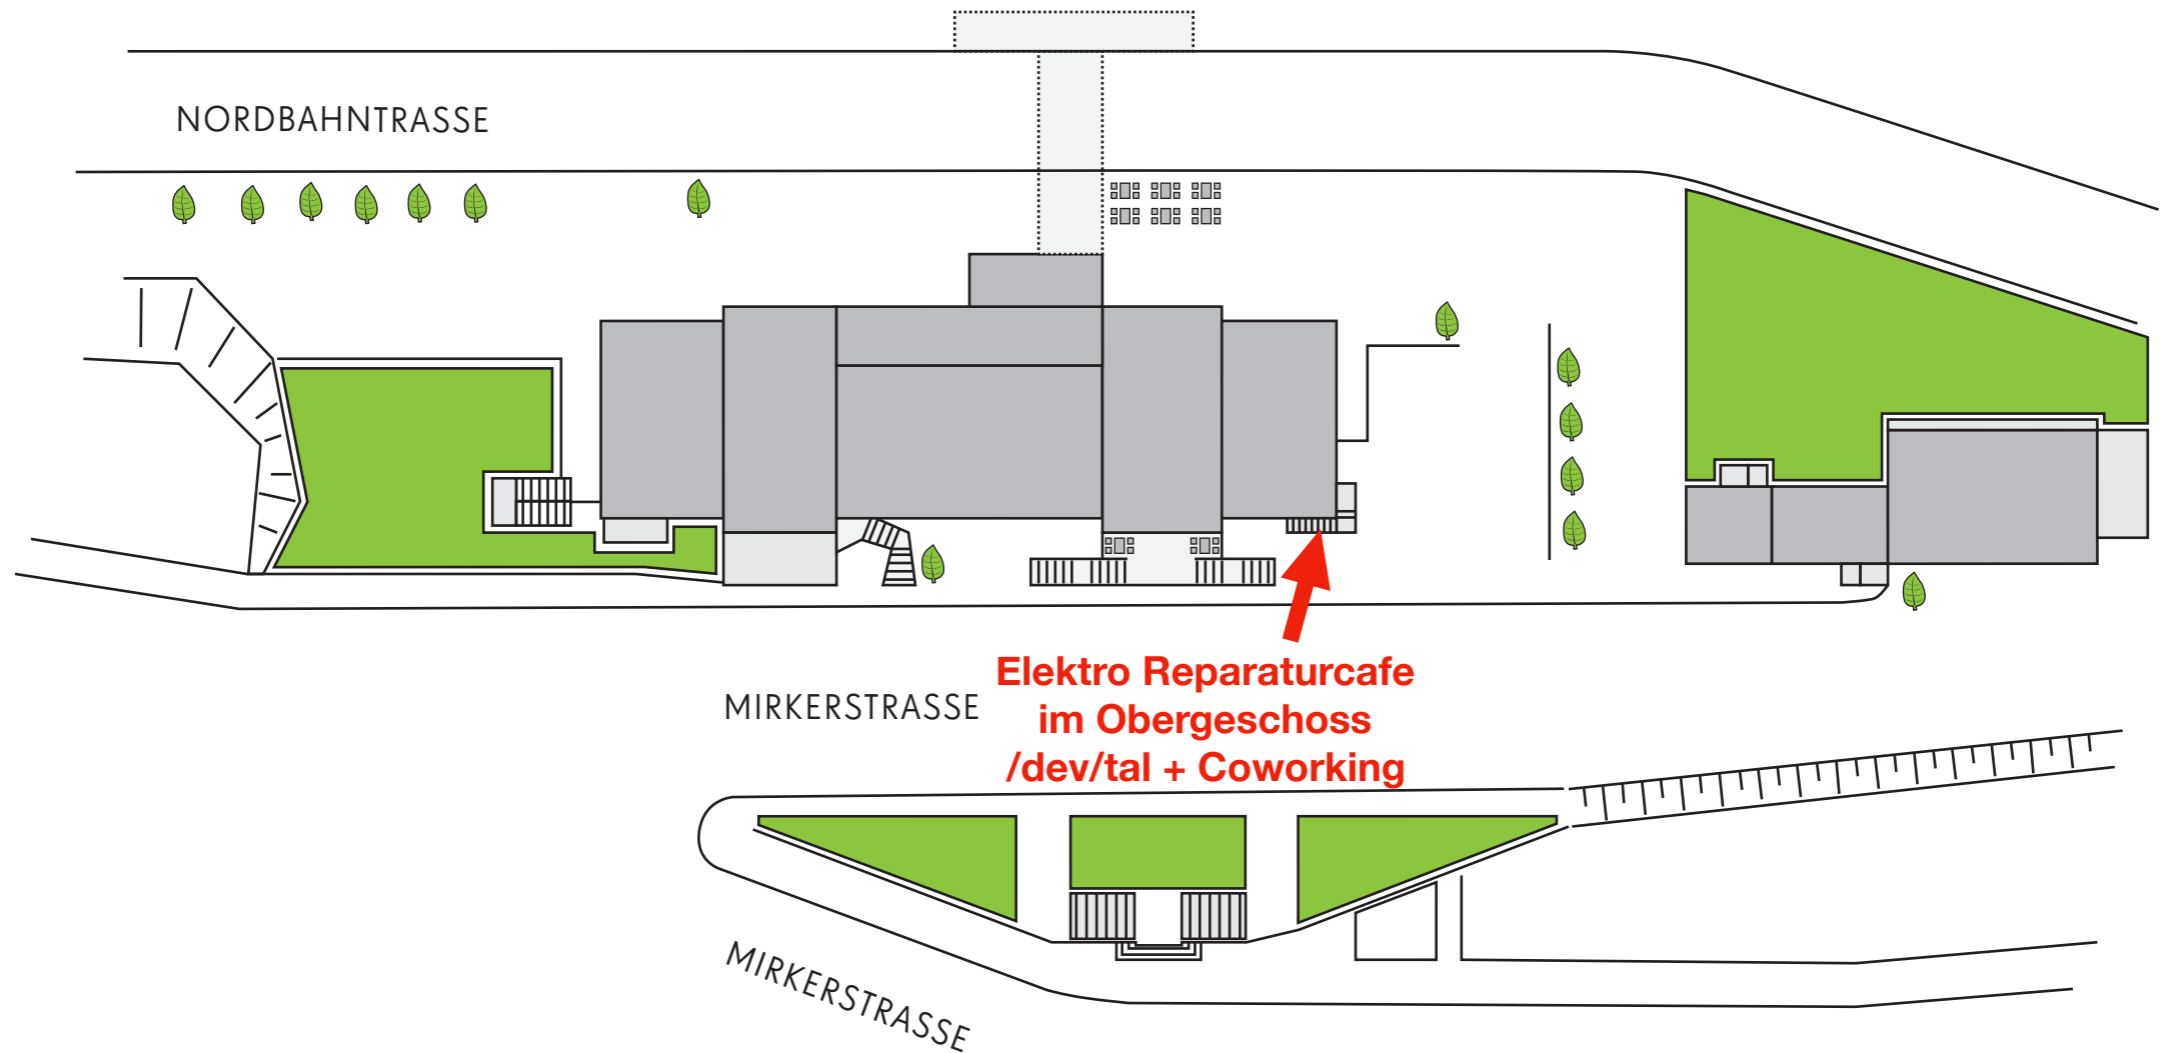 NORDBAHNTRASSE
Elektro Reparaturcafe
im Obergeschoss
/dev/tal + Coworking
MIRKERSTRASSE
MIRKERSTRASSE